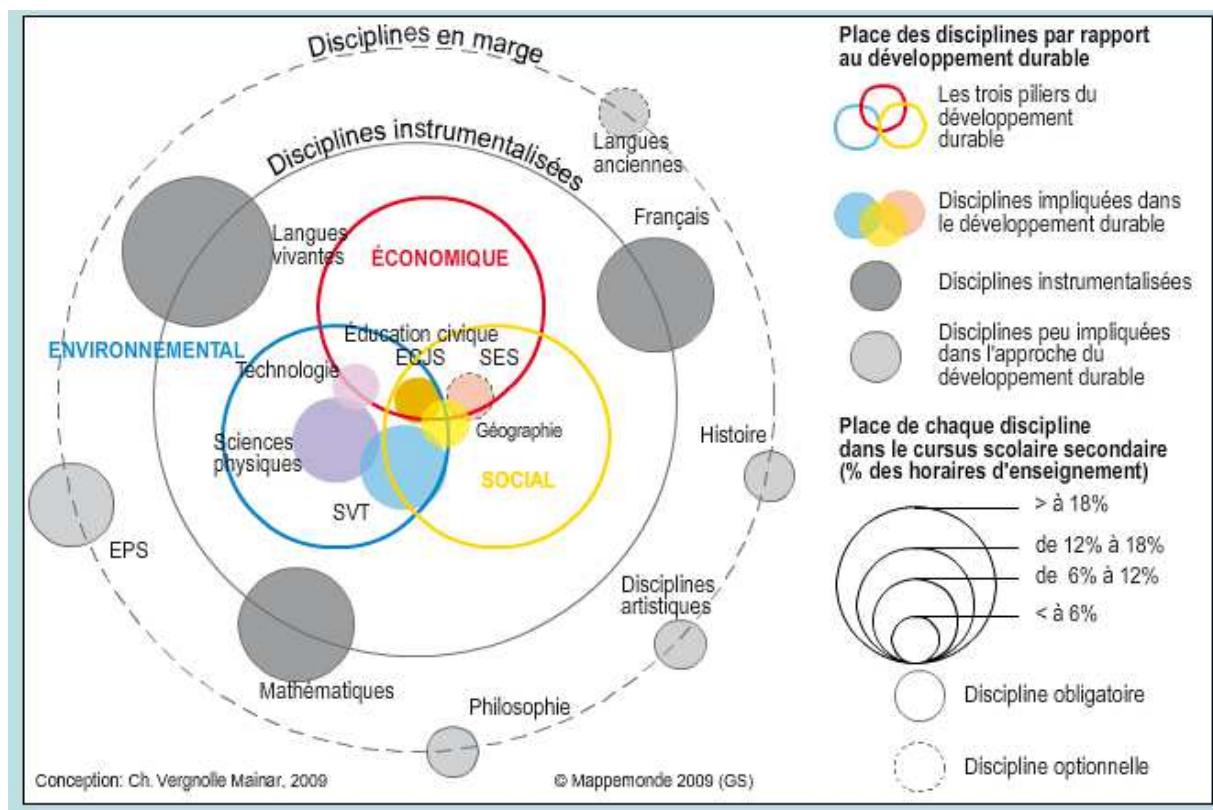 Disciplines en marge
Disciplines instrumentalisées
Langues
anciennes
Français
Langues
vivantes
ÉCONOMIQUE
ENVIRONNEMENTAL
Éducation civique
ECJS
SES
Technologie
Géographie
Sciences
physiques
SOCIAL
Histoire
SVT
EPS
Disciplines
artistiques
Mathématiques
Philosophie
Conception: Ch. Vergnolle Mainar, 2009
© Mappemonde 2009 (GS)
Place des disciplines par rapport
au développement durable
Les trois piliers du
développement
durable
Disciplines impliquées dans
le développement durable
Disciplines instrumentalisées
Disciplines peu impliquées
dans l'approche du
développement durable
Place de chaque discipline
dans le cursus scolaire secondaire
(% des horaires d'enseignement)
> à 18%
de 12% à 18%
de 6% à 12%
< à 6%
Discipline obligatoire
Discipline optionnelle